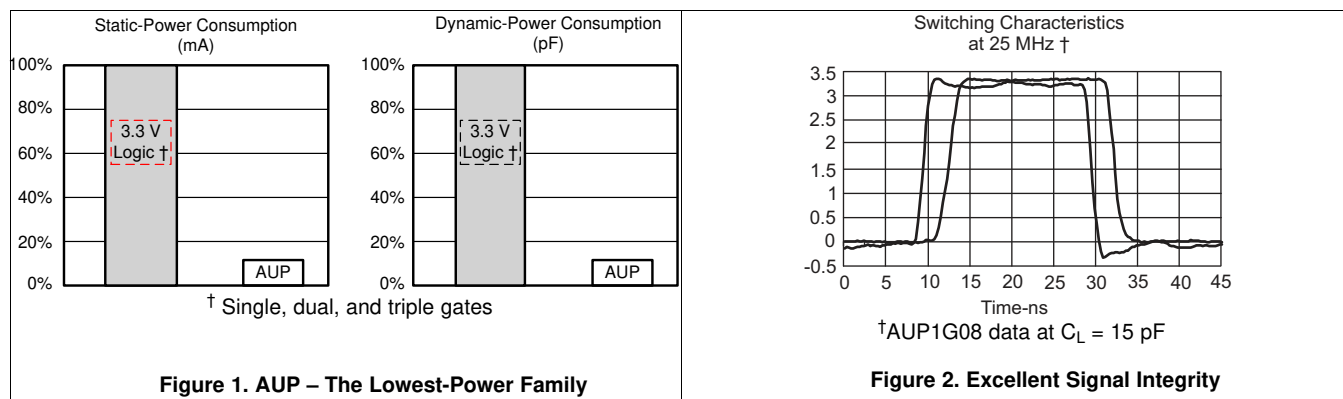 Static-Power Consumption
(mA)
100%
80%
60%
40%
20%
0%
3.3 V
Logic †
AUP
Dynamic-Power Consumption
(pF)
100%
80%
60%
40%
20%
0%
3.3 V
Logic †
AUP
† Single, dual, and triple gates
Figure 1. AUP – The Lowest-Power Family
Switching Characteristics
at 25 MHz †
3.5
3
2.5
2
1.5
1
0.5
0
-0.5
0 5 10 15 20 25 30 35 40 45
Time-ns
†AUP1G08 data at CL = 15 pF
Figure 2. Excellent Signal Integrity